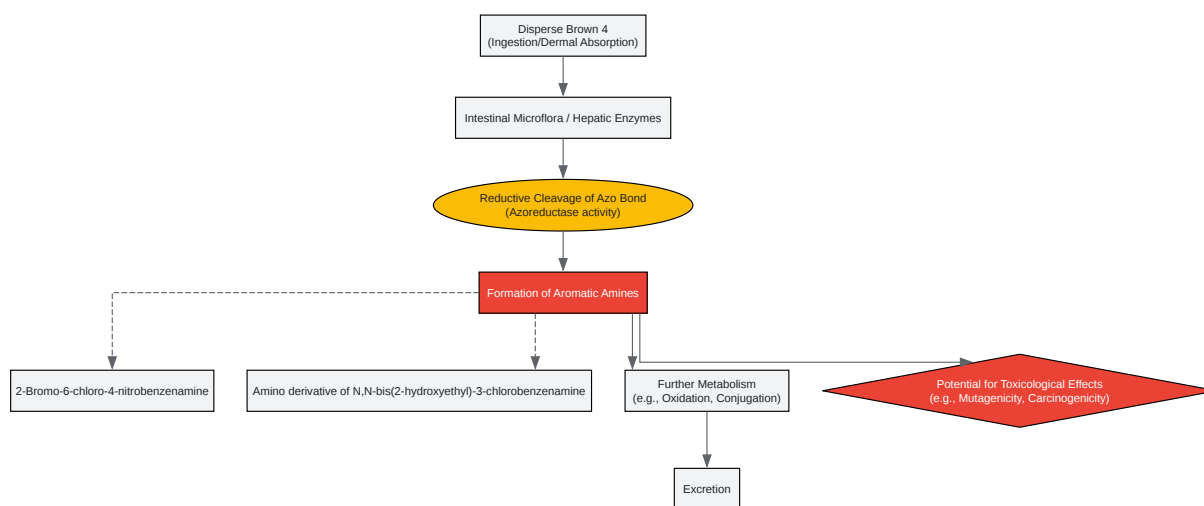 Disperse Brown 4
(Ingestion/Dermal Absorption)
Intestinal Microflora / Hepatic Enzymes
Reductive Cleavage of Azo Bond
(Azoreductase activity)
Formation of Aromatic Amines
2-Bromo-6-chloro-4-nitrobenzenamine
Amino derivative of N,N-bis(2-hydroxyethyl)-3-chlorobenzenamine
Further Metabolism
(e.g., Oxidation, Conjugation)
Potential for Toxicological Effects
(e.g., Mutagenicity, Carcinogenicity)
Excretion